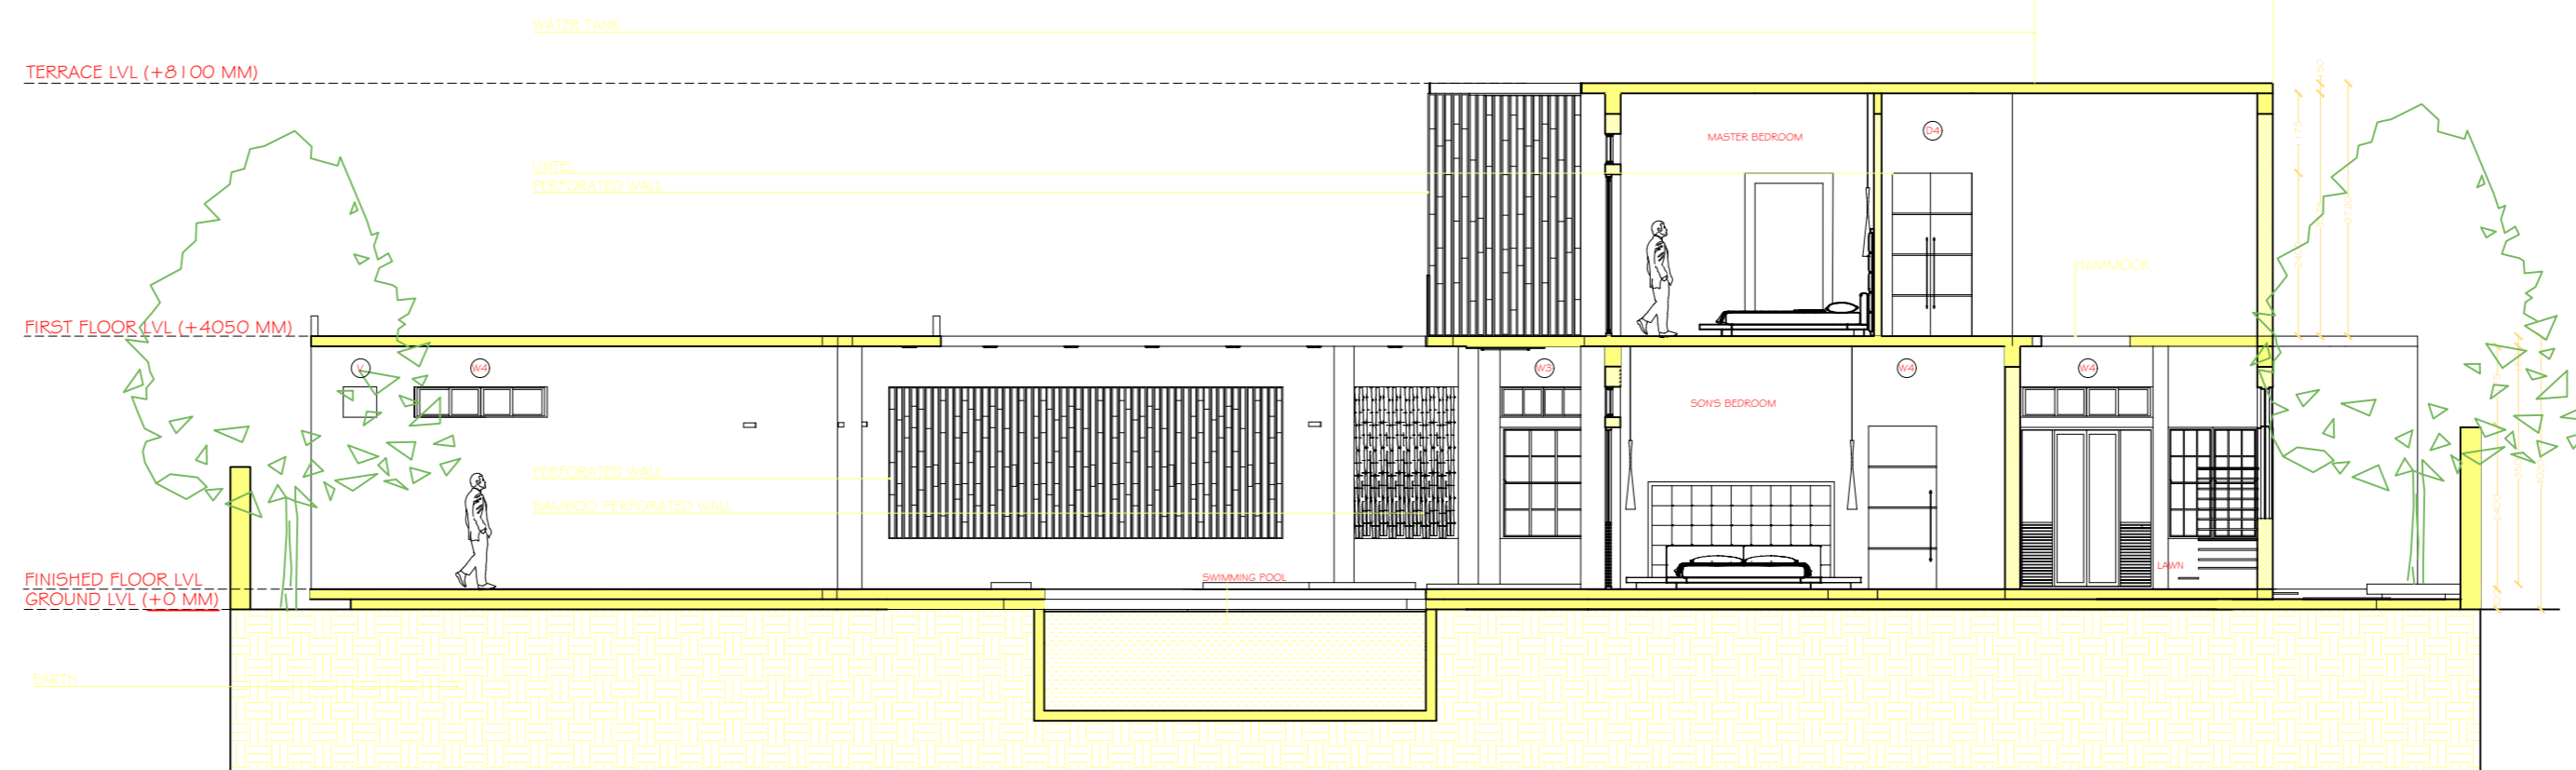 WATER TANK
TERRACE LVL (+8100 MM)
MASTER BEDROOM
D4
LINTEL
PERFORATED WALL
HAMMOCK
FIRST FLOOR LVL (+4050 MM)
V
W4
W3
W4
W4
SON'S BEDROOM
PERFORATED WALL
BAMBOO PERFORATED WALL
2400
SWIMMING POOL
LAWN
FINISHED FLOOR LVL
GROUND LVL (+0 MM)
EARTH